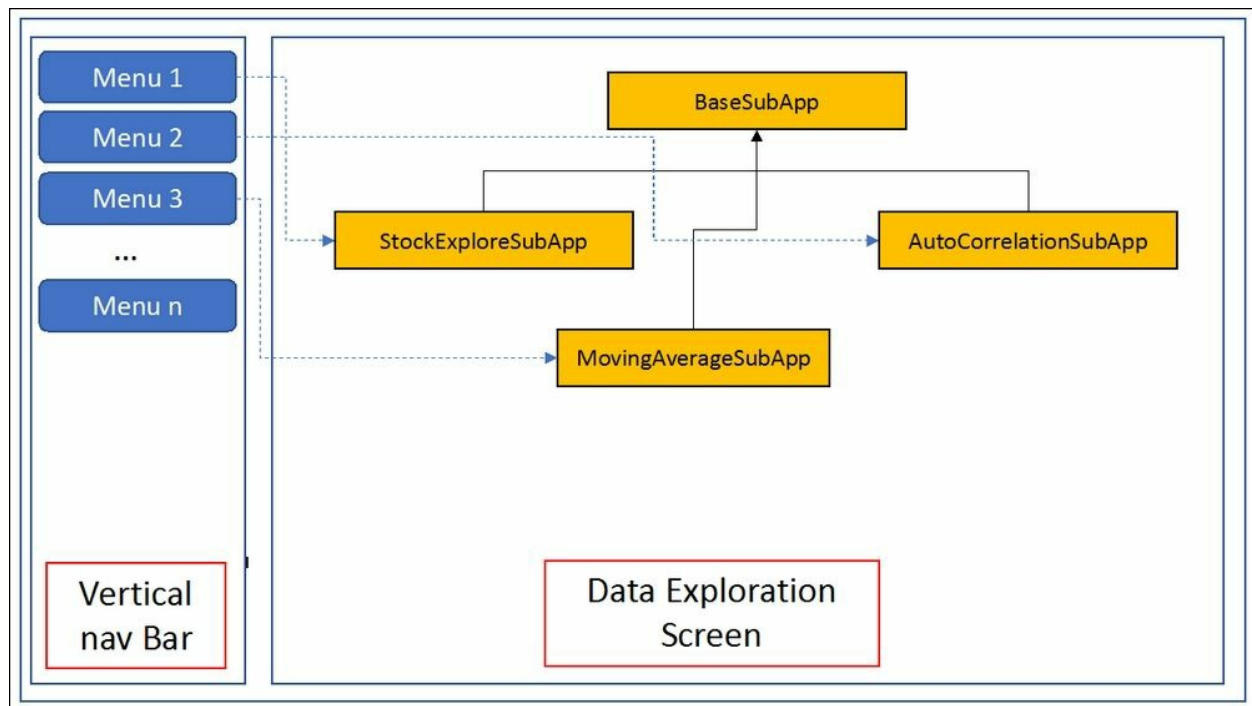 Menu 1
Menu 2
Menu 3
...
Menu n
Vertical
nav Bar
BaseSubApp
StockExploreSubApp
AutoCorrelationSubApp
MovingAverageSubApp
Data Exploration
Screen